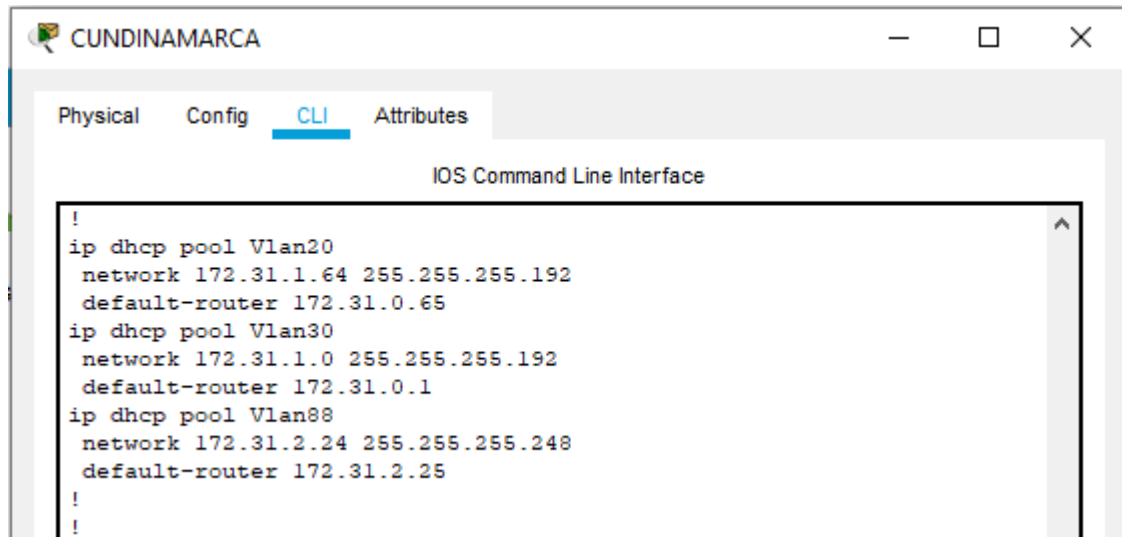 CUNDINAMARCA
Physical Config CLI Attributes
IOS Command Line Interface
!
ip dhcp pool Vlan20
network 172.31.1.64 255.255.255.192
default-router 172.31.0.65
ip dhcp pool Vlan30
network 172.31.1.0 255.255.255.192
default-router 172.31.0.1
ip dhcp pool Vlan88
network 172.31.2.24 255.255.255.248
default-router 172.31.2.25
!
!